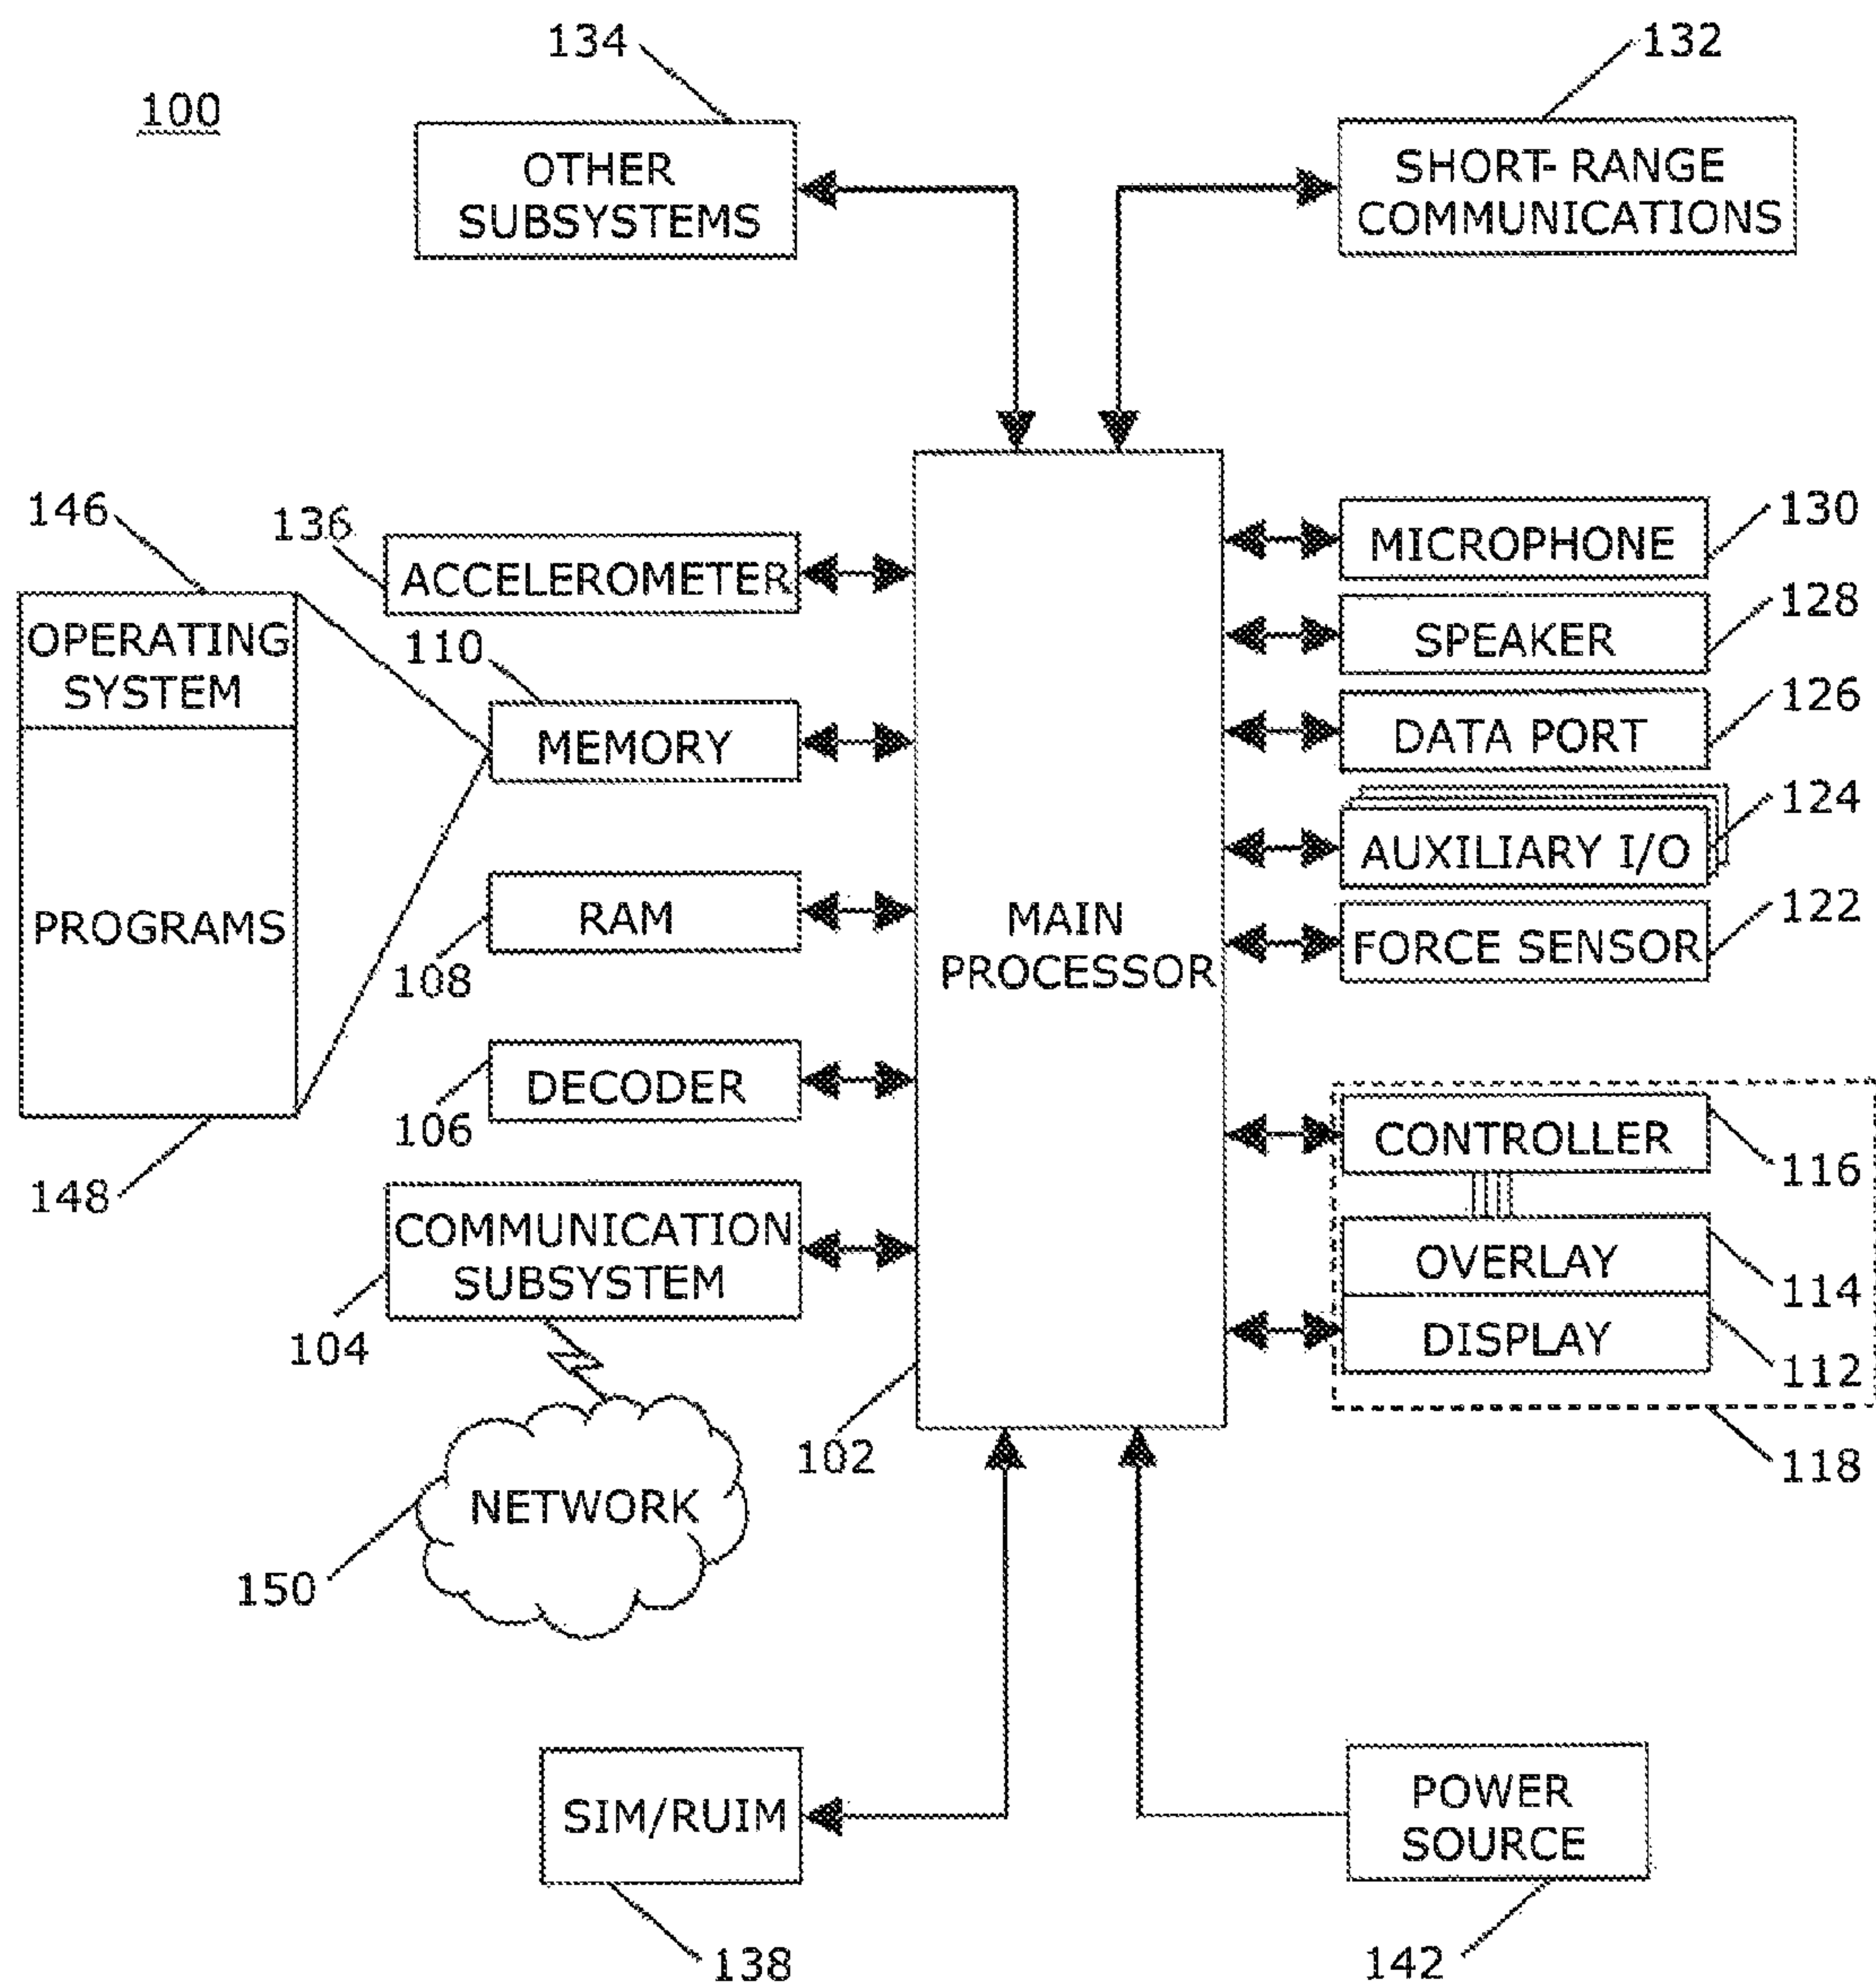 134
132
100
OTHER
SUBSYSTEMS
SHORT-RANGE
COMMUNICATIONS
146
136
ACCELEROMETER
OPERATING
SYSTEM
PROGRAMS
148
110
MEMORY
RAM
108
DECODER
106
COMMUNICATION
SUBSYSTEM
104
NETWORK
150
MAIN
PROCESSOR
102
MICROPHONE
130
SPEAKER
128
DATA PORT
126
AUXILIARY I/O
124
FORCE SENSOR
122
CONTROLLER
116
OVERLAY
114
DISPLAY
112
118
SIM/RUIM
138
POWER
SOURCE
142